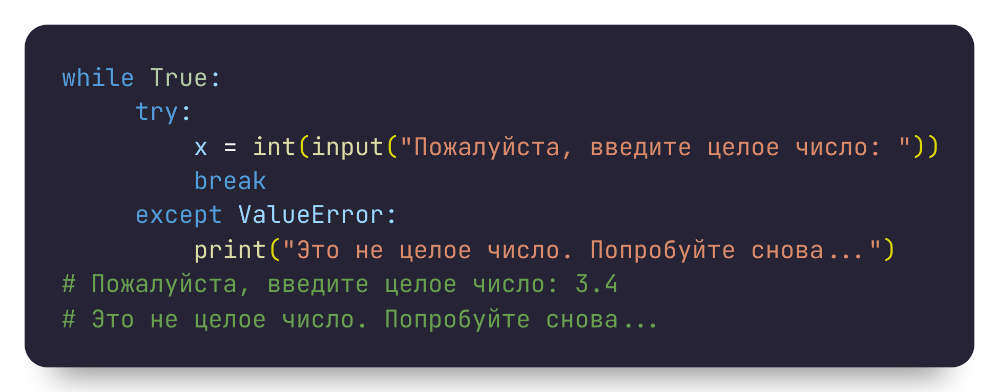 while True:
     try:
         x = int(input("Пожалуйста, введите целое число: "))
         break
     except ValueError:
         print("Это не целое число. Попробуйте снова...")
# Пожалуйста, введите целое число: 3.4
# Это не целое число. Попробуйте снова...